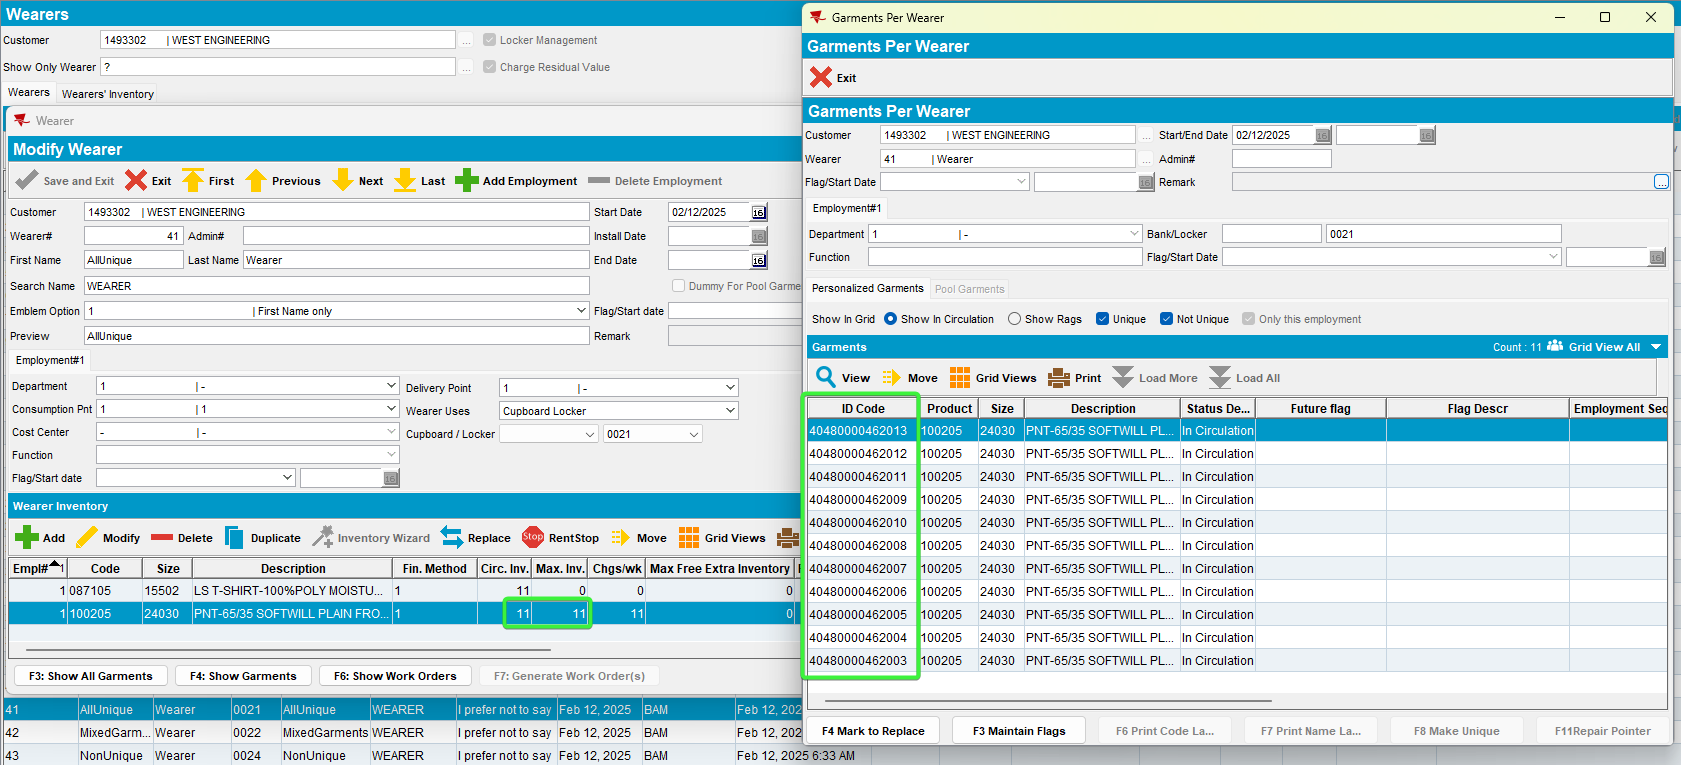 Wearers
Customer 1493302 | WEST ENGINEERING ... Locker Management
Show Only Wearer ? ... Charge Residual Value
Wearers Wearers' Inventory
Wearer
Modify Wearer
Save and Exit Exit First Previous Next Last Add Employment Delete Employment
Customer 1493302 | WEST ENGINEERING Start Date 02/12/2025 16
Wearer# 41 Admin# Install Date 16
First Name AllUnique Last Name Wearer End Date 16
Search Name WEARER Dummy For Pool Garme
Emblem Option 1 | First Name only Flag/Start date
Preview AllUnique Remark
Employment#1
Department 1 | - Delivery Point 1 | -
Consumption Pnt 1 | 1 Wearer Uses Cupboard Locker
Cost Center - | - Cupboard / Locker 0021
Function
Flag/Start date 16
Wearer Inventory
Add Modify Delete Duplicate Inventory Wizard Replace Stop RentStop Move Grid Views
Empl# 1 Code Size Description Fin. Method Circ. Inv. Max. Inv. Chgs/wk Max Free Extra Inventory
1 087105 15502 LS T-SHIRT-100%POLY MOISTU... 1 11 0 0 0
1 100205 24030 PNT-65/35 SOFTWILL PLAIN FRO... 1 11 11 11 0
F3: Show All Garments F4: Show Garments F6: Show Work Orders F7: Generate Work Order(s)
41 AllUnique Wearer 0021 AllUnique WEARER I prefer not to say Feb 12, 2025 BAM Feb 12, 202
42 MixedGarm... Wearer 0022 MixedGarments WEARER I prefer not to say Feb 12, 2025 BAM Feb 12, 202
43 NonUnique Wearer 0024 NonUnique WEARER I prefer not to say Feb 12, 2025 BAM Feb 12, 2025 6:33 AM
Garments Per Wearer
Garments Per Wearer
Exit
Garments Per Wearer
Customer 1493302 | WEST ENGINEERING ... Start/End Date 02/12/2025 16 16
Wearer 41 | Wearer ... Admin#
Flag/Start Date 16 Remark ...
Employment#1
Department 1 | - Bank/Locker 0021
Function Flag/Start Date 16
Personalized Garments Pool Garments
Show In Grid Show In Circulation Show Rags Unique Not Unique Only this employment
Garments Count : 11 Grid View All
View Move Grid Views Print Load More Load All
ID Code Product Size Description Status De... Future flag Flag Descr Employment Seq
40480000462013 100205 24030 PNT-65/35 SOFTWILL PL... In Circulation
40480000462012 100205 24030 PNT-65/35 SOFTWILL PL... In Circulation
40480000462011 100205 24030 PNT-65/35 SOFTWILL PL... In Circulation
40480000462009 100205 24030 PNT-65/35 SOFTWILL PL... In Circulation
40480000462010 100205 24030 PNT-65/35 SOFTWILL PL... In Circulation
40480000462008 100205 24030 PNT-65/35 SOFTWILL PL... In Circulation
40480000462007 100205 24030 PNT-65/35 SOFTWILL PL... In Circulation
40480000462006 100205 24030 PNT-65/35 SOFTWILL PL... In Circulation
40480000462005 100205 24030 PNT-65/35 SOFTWILL PL... In Circulation
40480000462004 100205 24030 PNT-65/35 SOFTWILL PL... In Circulation
40480000462003 100205 24030 PNT-65/35 SOFTWILL PL... In Circulation
F4 Mark to Replace F3 Maintain Flags F6 Print Code La... F7 Print Name La... F8 Make Unique F11Repair Pointer